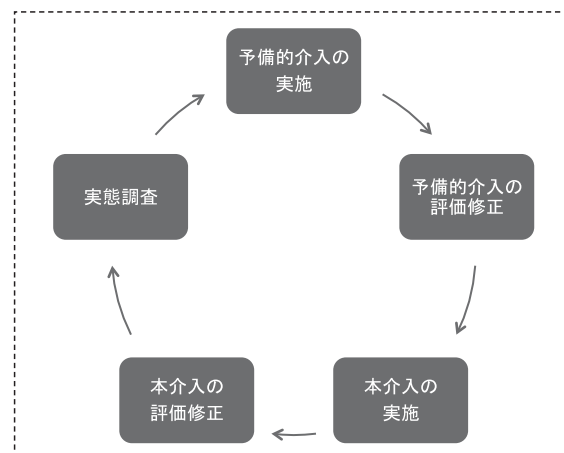 予備的介入の
実施
予備的介入の
評価修正
本介入の
実施
本介入の
評価修正
実態調査